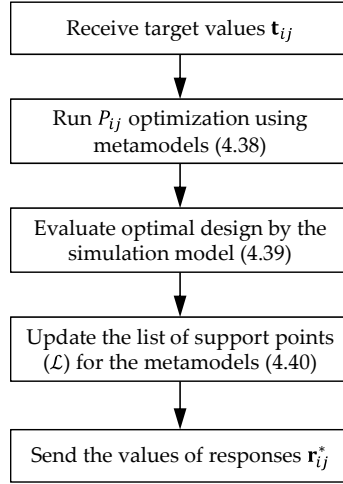 Receive target values t_ij
Run P_ij optimization using
metamodels (4.38)
Evaluate optimal design by the
simulation model (4.39)
Update the list of support points
(ℒ) for the metamodels (4.40)
Send the values of responses r*_ij